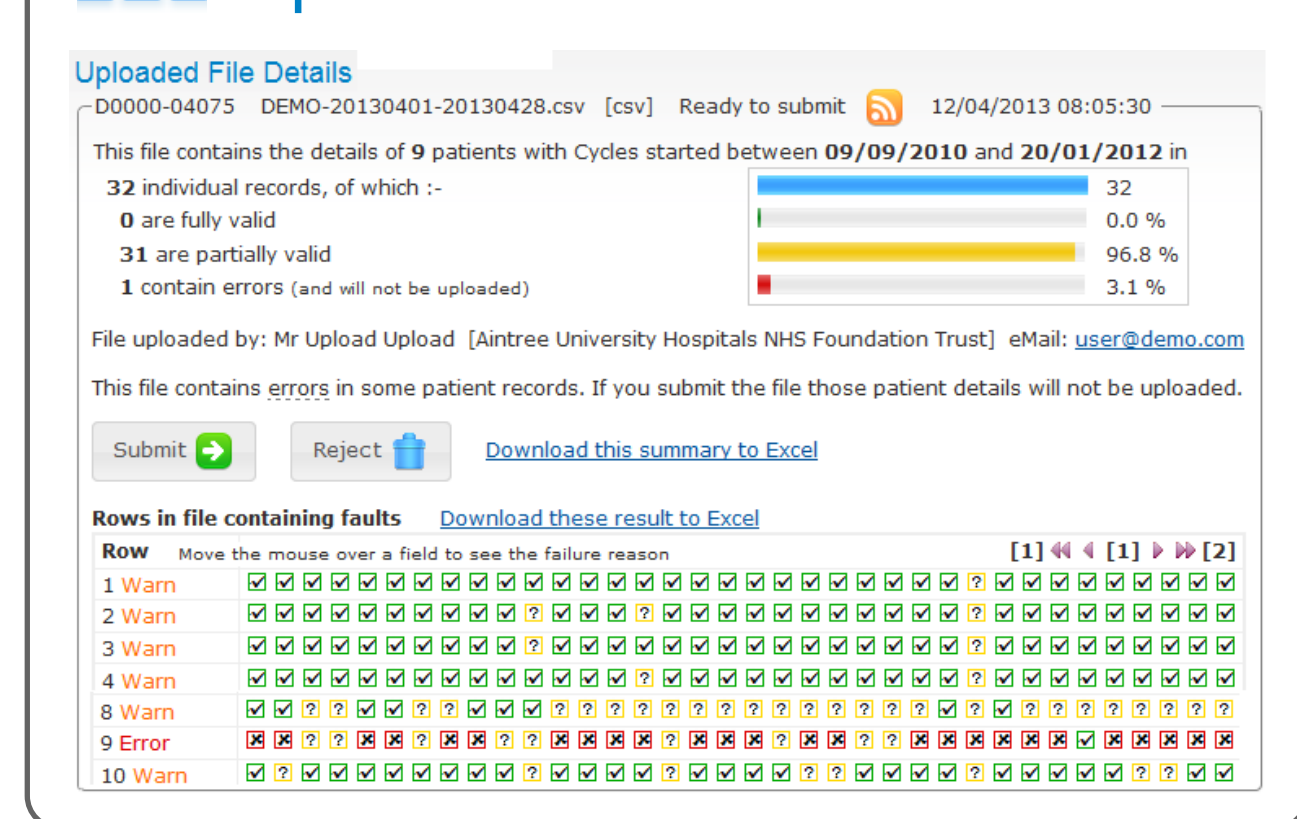 Uploaded File Details
D0000-04075 DEMO-20130401-20130428.csv [csv] Ready to submit 12/04/2013 08:05:30
This file contains the details of 9 patients with Cycles started between 09/09/2010 and 20/01/2012 in
32 individual records, of which :- 32
0 are fully valid 0.0 %
31 are partially valid 96.8 %
1 contain errors (and will not be uploaded) 3.1 %
File uploaded by: Mr Upload Upload [Aintree University Hospitals NHS Foundation Trust] eMail: user@demo.com
This file contains errors in some patient records. If you submit the file those patient details will not be uploaded.
Submit Reject Download this summary to Excel
Rows in file containing faults Download these result to Excel
Row Move the mouse over a field to see the failure reason [1] [1] [2]
1 Warn ?
2 Warn ? ? ?
3 Warn ? ?
4 Warn ? ?
8 Warn ? ? ? ? ? ? ? ? ? ? ? ? ? ? ? ? ? ? ? ? ? ? ? ? ? ?
9 Error ? ? ? ? ? ? ? ? ?
10 Warn ? ? ? ? ? ? ? ?